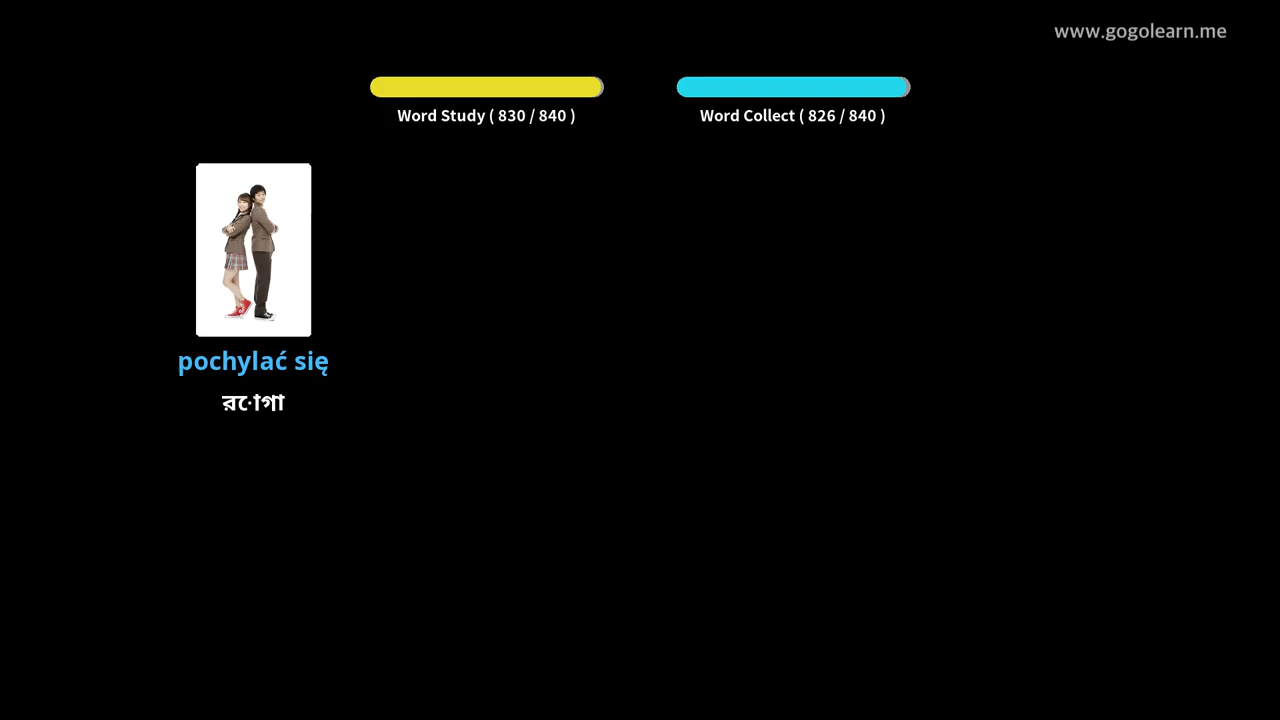 www.gogolearn.me
Word Study ( 830 / 840 )
Word Collect ( 826 / 840 )
pochylać się
রোগা